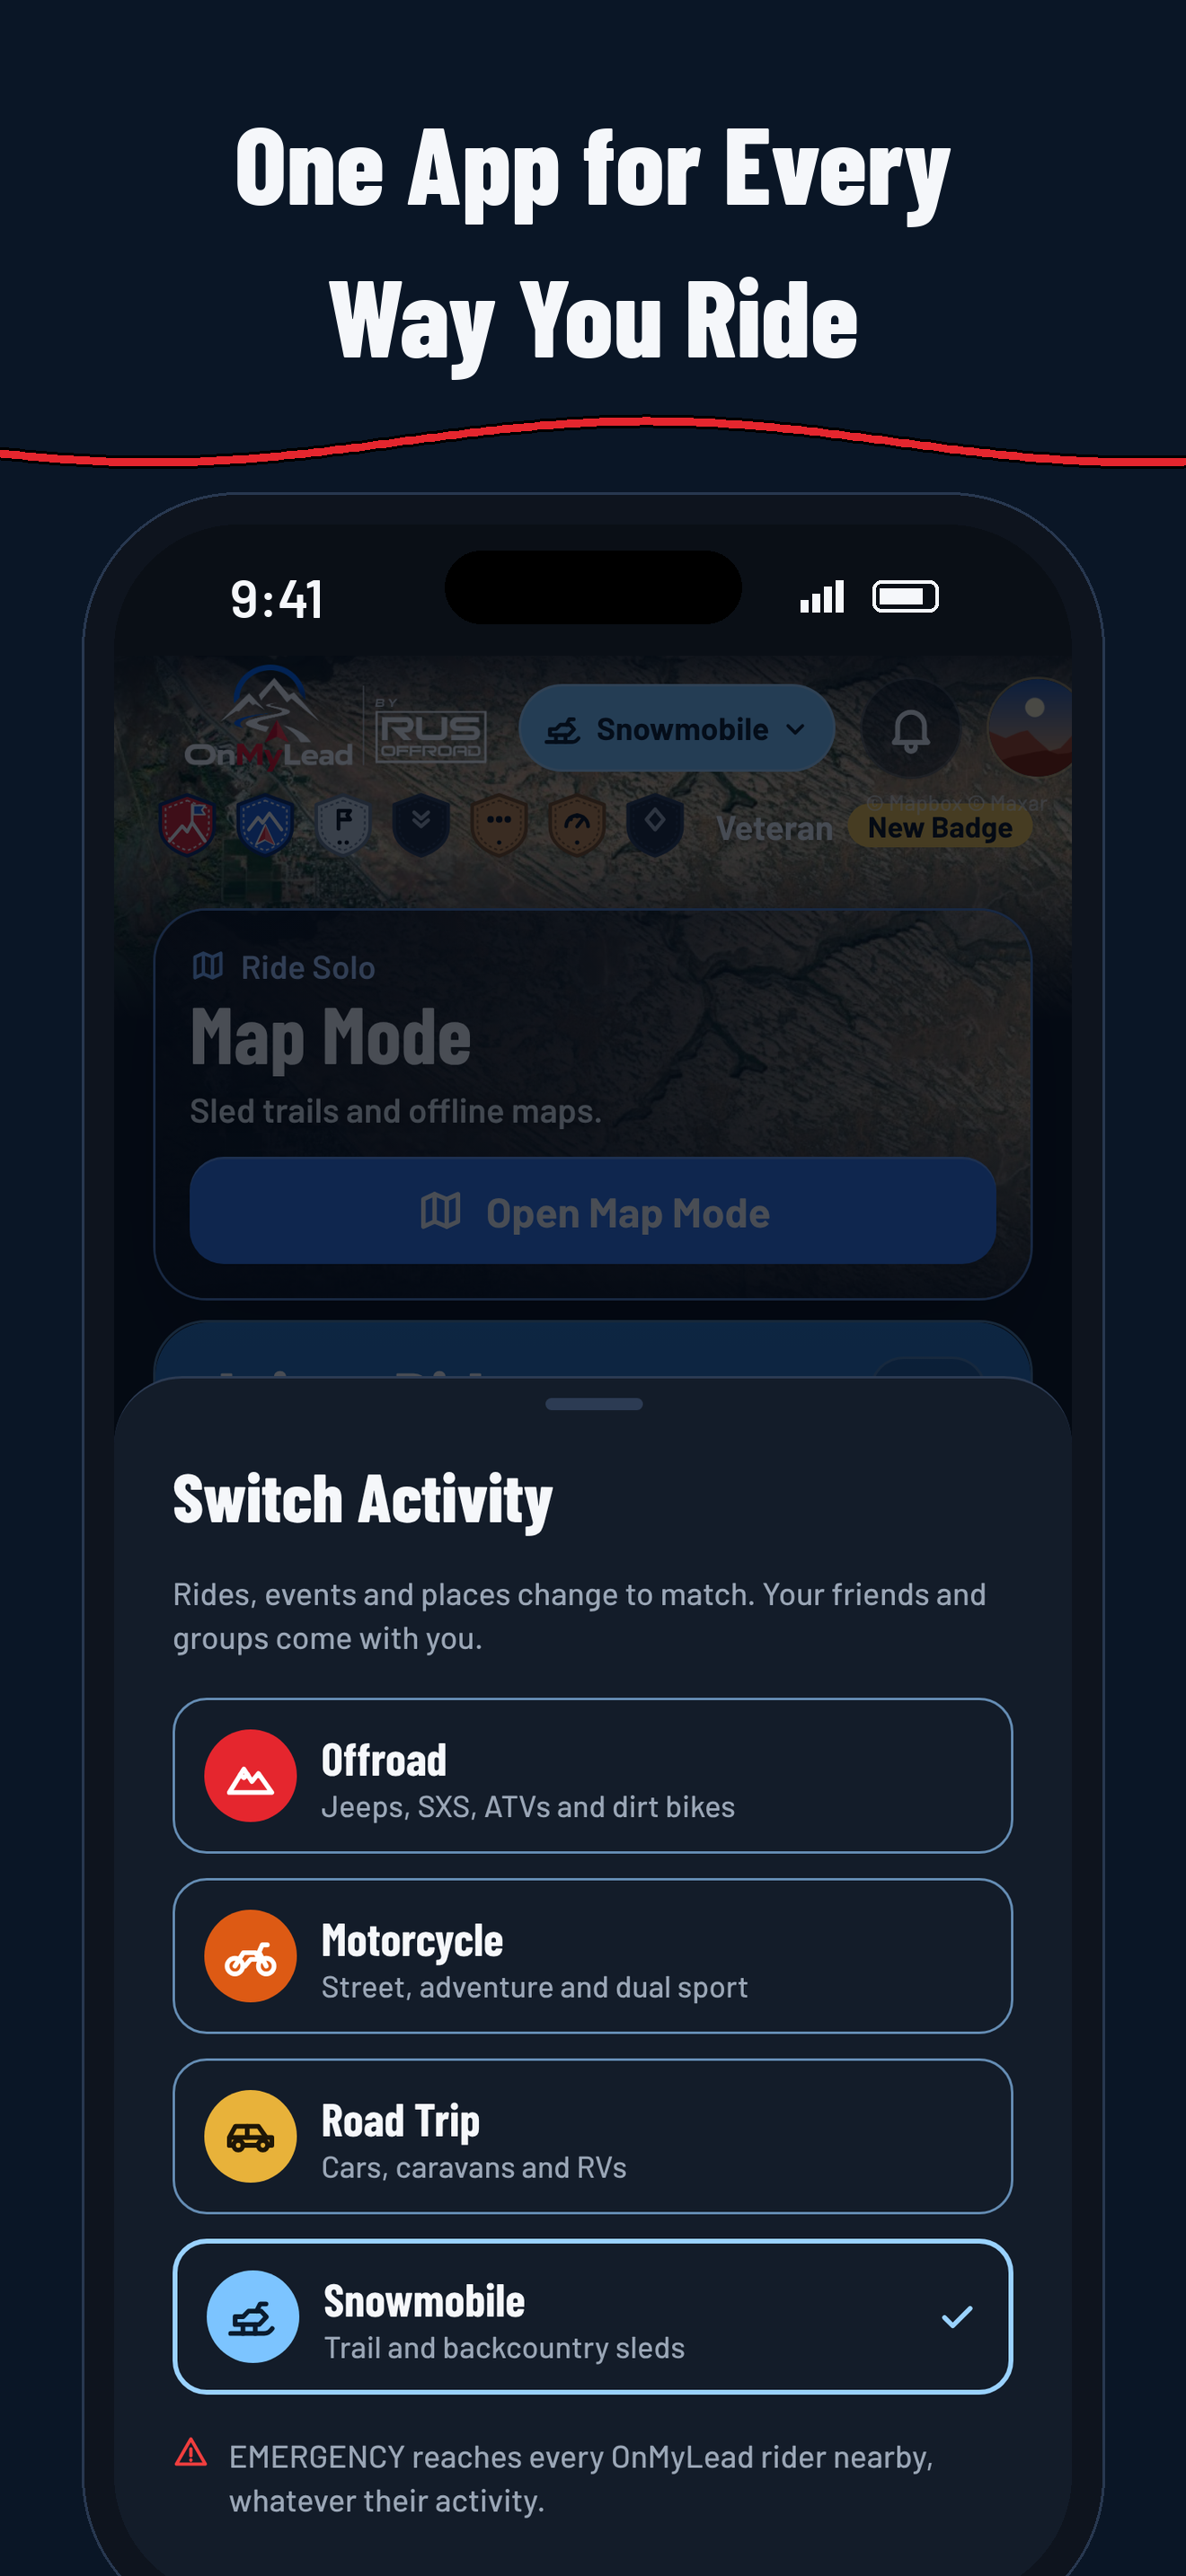 One App for Every
Way You Ride
9:41
OnMyLead
BY
RUS
OFFROAD
Snowmobile
© Mapbox © Maxar
Veteran
New Badge
Ride Solo
Map Mode
Sled trails and offline maps.
Open Map Mode
Switch Activity
Rides, events and places change to match. Your friends and
groups come with you.
Offroad
Jeeps, SXS, ATVs and dirt bikes
Motorcycle
Street, adventure and dual sport
Road Trip
Cars, caravans and RVs
Snowmobile
Trail and backcountry sleds
EMERGENCY reaches every OnMyLead rider nearby,
whatever their activity.